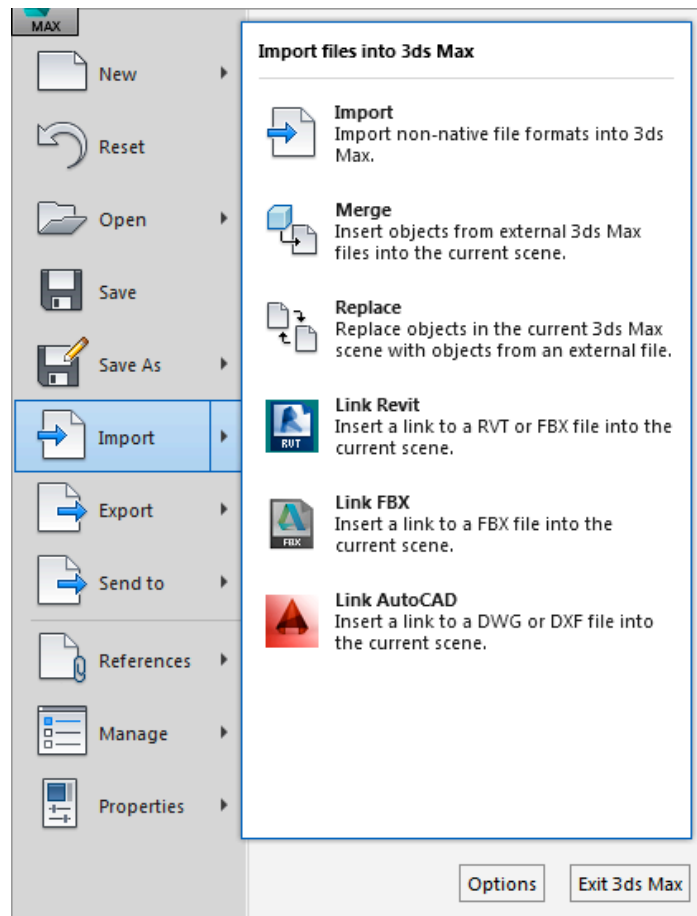 MAX
New
Reset
Open
Save
Save As
Import
Export
Send to
References
Manage
Properties
Import files into 3ds Max
Import
Import non-native file formats into 3ds
Max.
Merge
Insert objects from external 3ds Max
files into the current scene.
Replace
Replace objects in the current 3ds Max
scene with objects from an external file.
RVT
Link Revit
Insert a link to a RVT or FBX file into the
current scene.
FBX
Link FBX
Insert a link to a FBX file into the
current scene.
Link AutoCAD
Insert a link to a DWG or DXF file into
the current scene.
Options
Exit 3ds Max